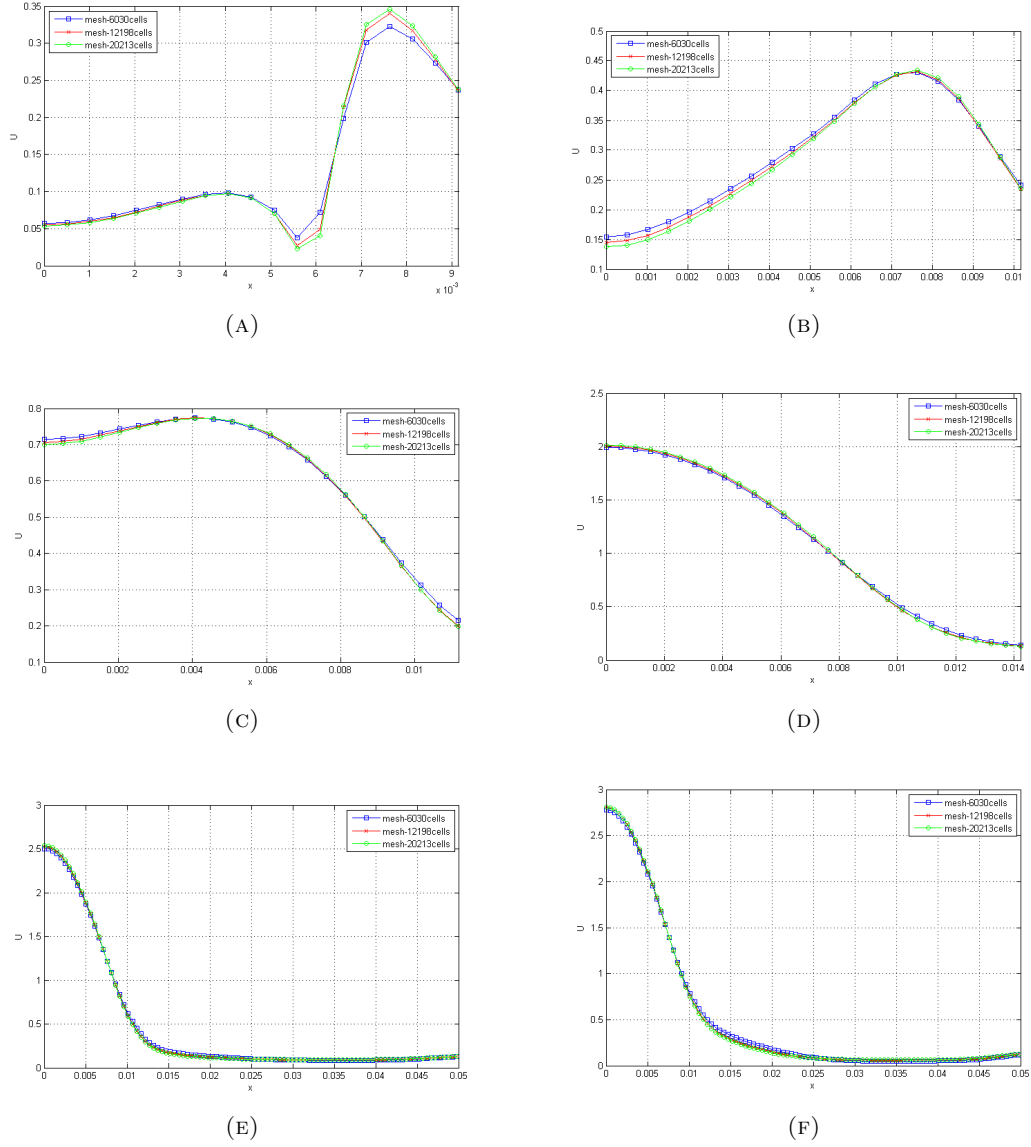 0.35
0.3
0.25
0.2
0.15
0.1
0.05
0
U
mesh-6030cells
mesh-12198cells
mesh-20213cells
0 1 2 3 4 5 6 7 8 9
x
x 10⁻³
(A)
0.5
0.45
0.4
0.35
0.3
0.25
0.2
0.15
0.1
U
mesh-6030cells
mesh-12198cells
mesh-20213cells
0 0.001 0.002 0.003 0.004 0.005 0.006 0.007 0.008 0.009 0.01
x
(B)
0.8
0.7
0.6
0.5
0.4
0.3
0.2
0.1
U
mesh-6030cells
mesh-12198cells
mesh-20213cells
0 0.002 0.004 0.006 0.008 0.01
x
(C)
2.5
2
1.5
1
0.5
0
U
mesh-6030cells
mesh-12198cells
mesh-20213cells
0 0.002 0.004 0.006 0.008 0.01 0.012 0.014
x
(D)
3
2.5
2
1.5
1
0.5
0
U
mesh-6030cells
mesh-12198cells
mesh-20213cells
0 0.005 0.01 0.015 0.02 0.025 0.03 0.035 0.04 0.045 0.05
x
(E)
3
2.5
2
1.5
1
0.5
0
U
mesh-6030cells
mesh-12198cells
mesh-20213cells
0 0.005 0.01 0.015 0.02 0.025 0.03 0.035 0.04 0.045 0.05
x
(F)